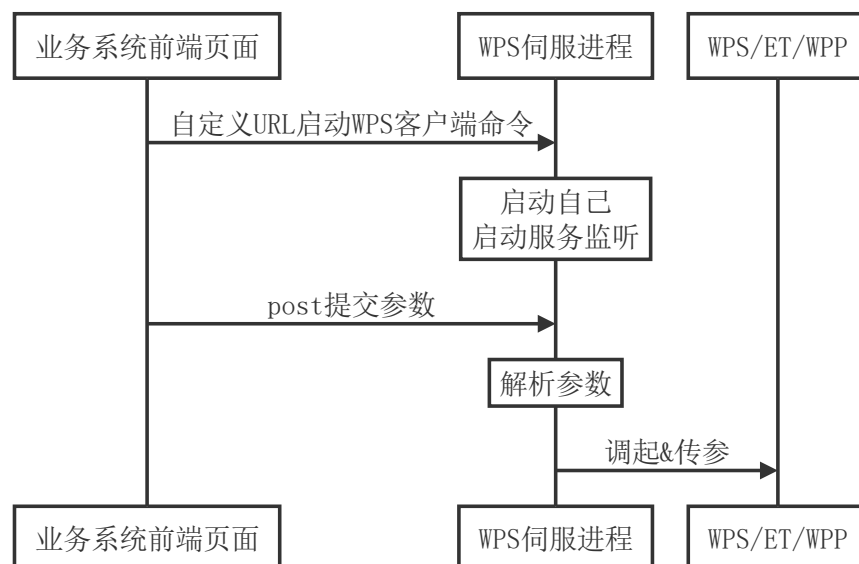 业务系统前端页面
WPS伺服进程
WPS/ET/WPP
自定义URL启动WPS客户端命令
启动自己
启动服务监听
post提交参数
解析参数
调起&传参
业务系统前端页面
WPS伺服进程
WPS/ET/WPP